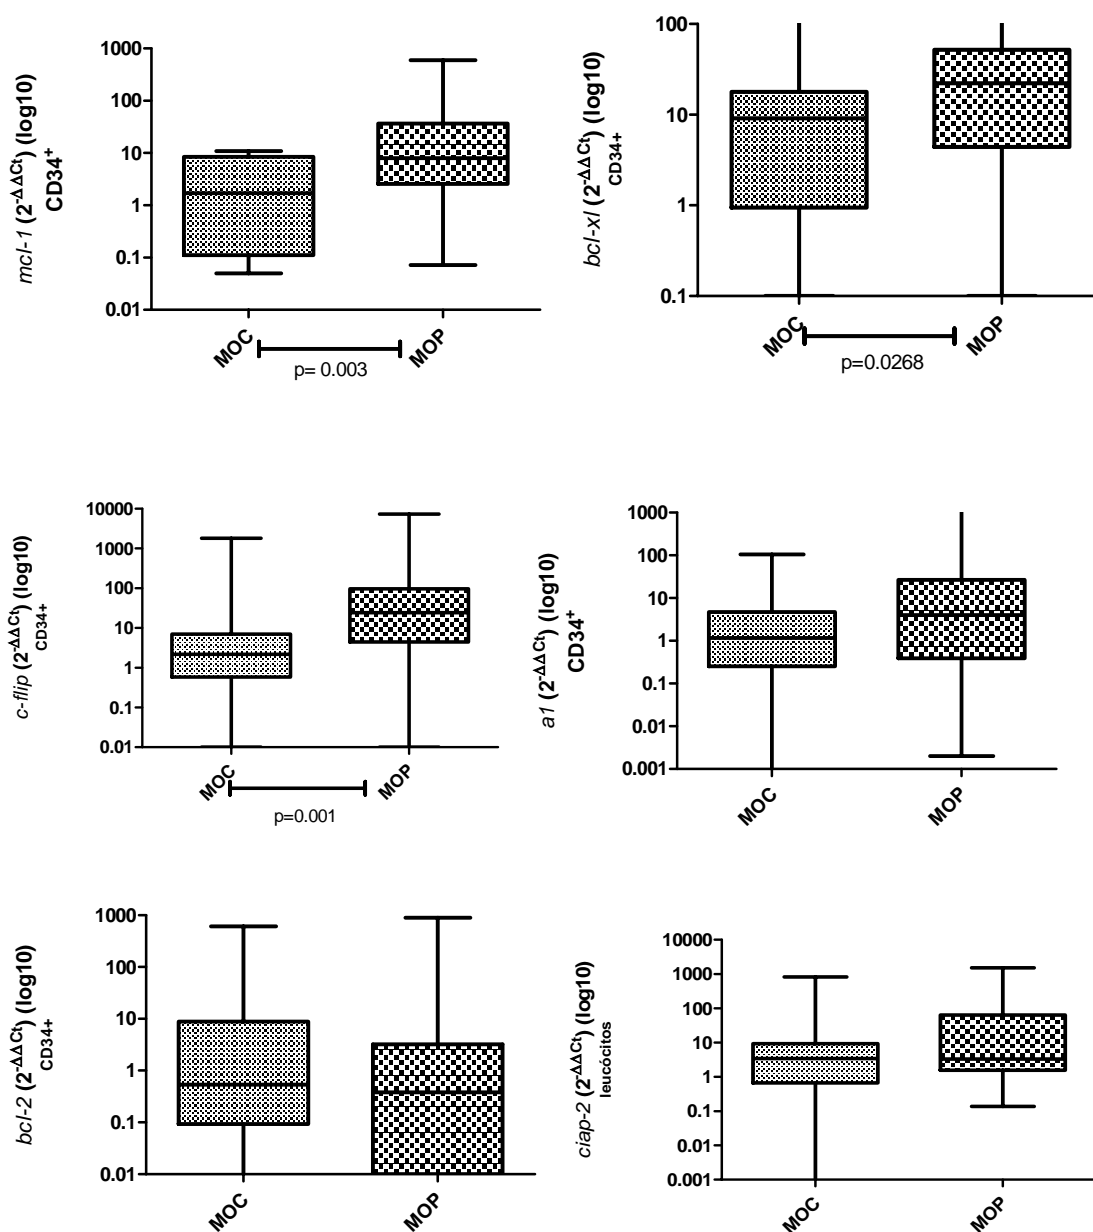 mcl-1 (2-ΔΔCt) (log10)
CD34+
1000
100
10
1
0.1
0.01
MOC
MOP
p= 0.003
bcl-xl (2-ΔΔCt) (log10)
CD34+
100
10
1
0.1
MOC
MOP
p=0.0268
c-flip (2-ΔΔCt) (log10)
CD34+
10000
1000
100
10
1
0.1
0.01
MOC
MOP
p=0.001
a1 (2-ΔΔCt) (log10)
CD34+
1000
100
10
1
0.1
0.01
0.001
MOC
MOP
bcl-2 (2-ΔΔCt) (log10)
CD34+
1000
100
10
1
0.1
0.01
MOC
MOP
ciap-2 (2-ΔΔCt) (log10)
leucócitos
10000
1000
100
10
1
0.1
0.01
0.001
MOC
MOP